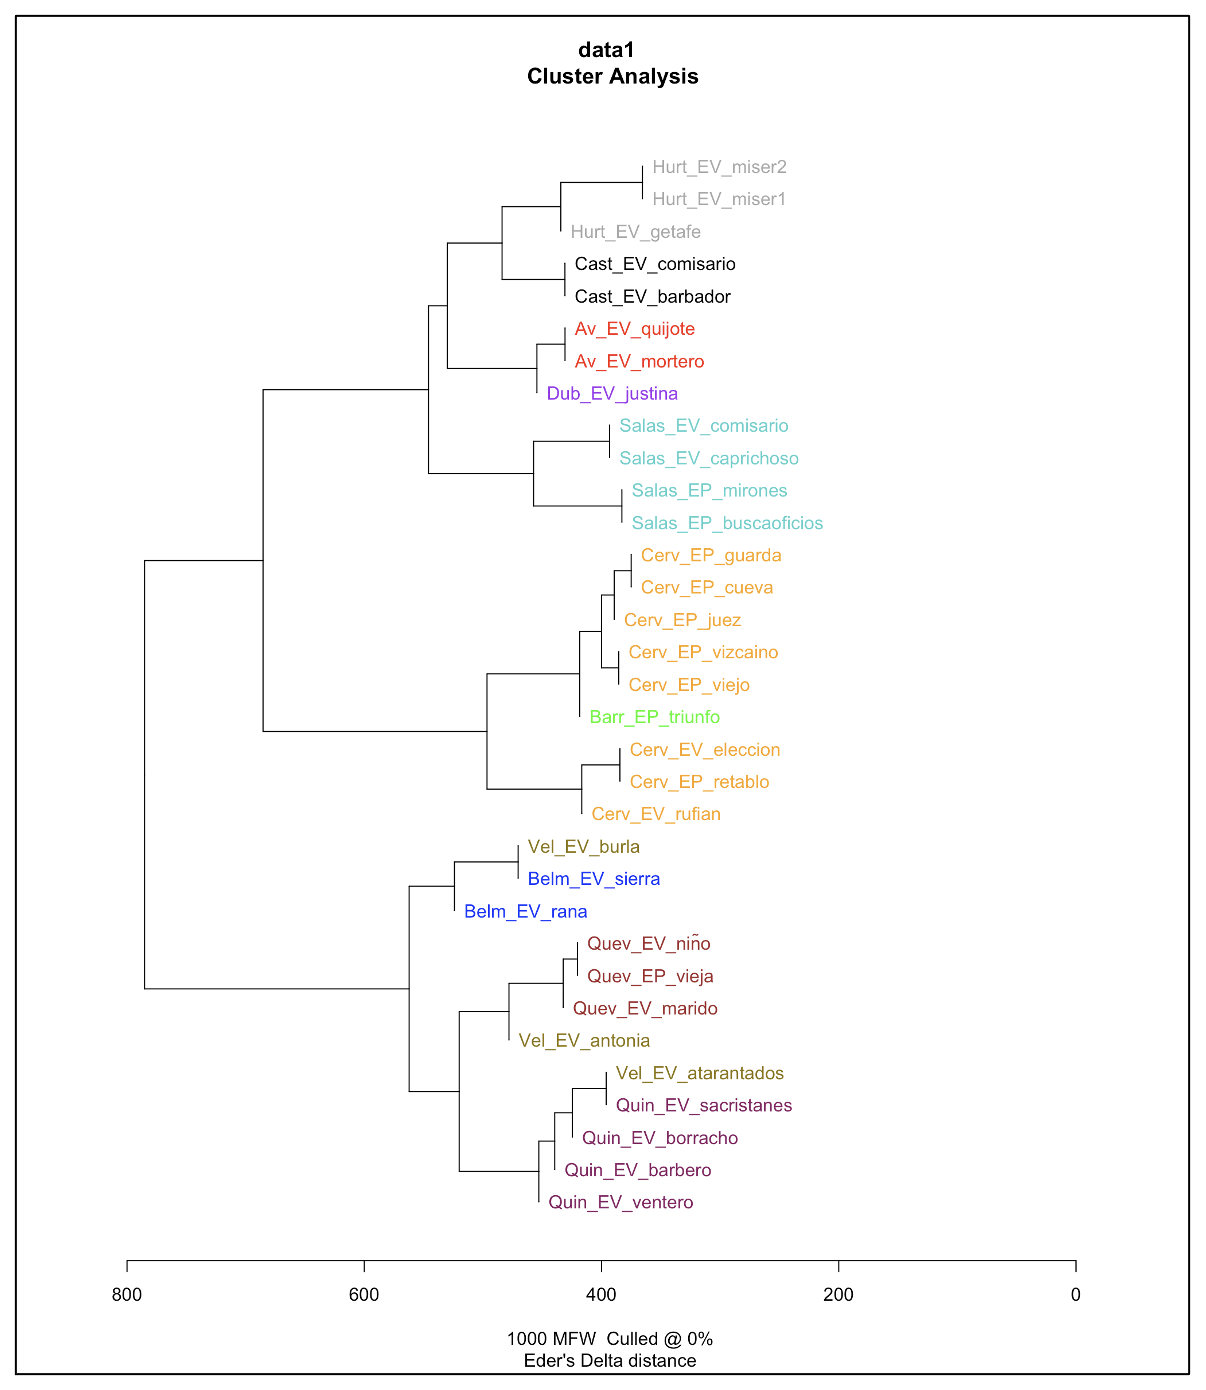 data1
Cluster Analysis
Hurt_EV_miser2
Hurt_EV_miser1
Hurt_EV_getafe
Cast_EV_comisario
Cast_EV_barbador
Av_EV_quijote
Av_EV_mortero
Dub_EV_justina
Salas_EV_comisario
Salas_EV_caprichoso
Salas_EP_mirones
Salas_EP_buscaoficios
Cerv_EP_guarda
Cerv_EP_cueva
Cerv_EP_juez
Cerv_EP_vizcaino
Cerv_EP_viejo
Barr_EP_triunfo
Cerv_EV_eleccion
Cerv_EP_retablo
Cerv_EV_rufian
Vel_EV_burla
Belm_EV_sierra
Belm_EV_rana
Quev_EV_niño
Quev_EP_vieja
Quev_EV_marido
Vel_EV_antonia
Vel_EV_atarantados
Quin_EV_sacristanes
Quin_EV_borracho
Quin_EV_barbero
Quin_EV_ventero
800 600 400 200 0
1000 MFW Culled @ 0%
Eder's Delta distance